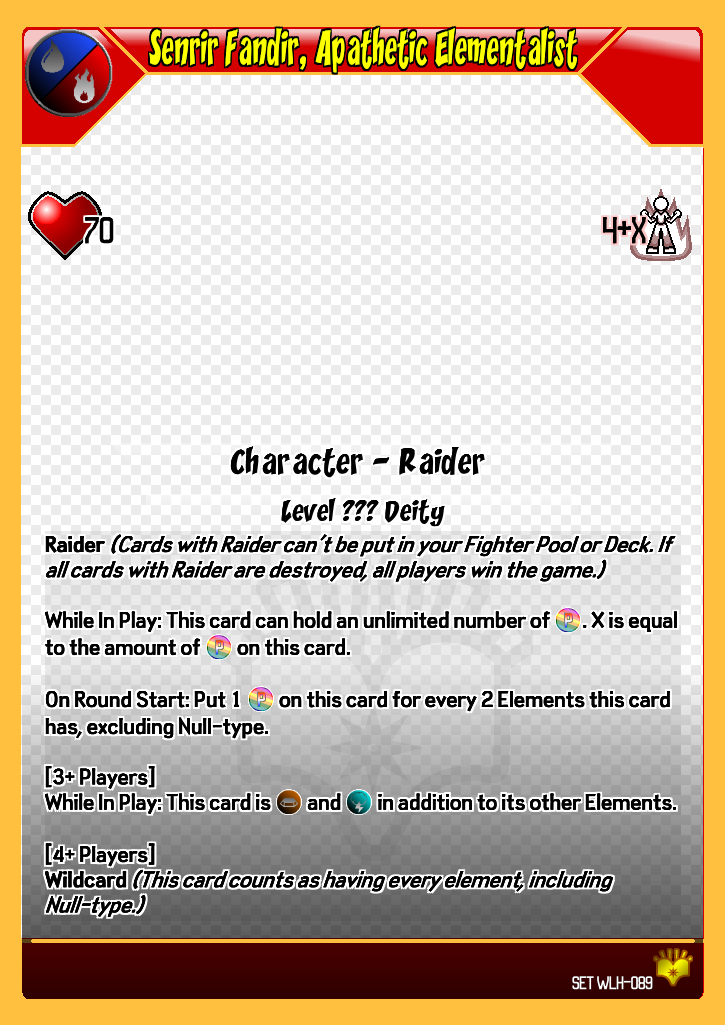 Senrir Fandir, Apathetic Elementalist
70
4+X
Character - Raider
Level ??? Deity
Raider (Cards with Raider can't be put in your Fighter Pool or Deck. If
all cards with Raider are destroyed, all players win the game.)
While In Play: This card can hold an unlimited number of P. X is equal
to the amount of P on this card.
On Round Start: Put 1 P on this card for every 2 Elements this card
has, excluding Null-type.
[3+ Players]
While In Play: This card is and in addition to its other Elements.
[4+ Players]
Wildcard (This card counts as having every element, including
Null-type.)
SET WLH-089